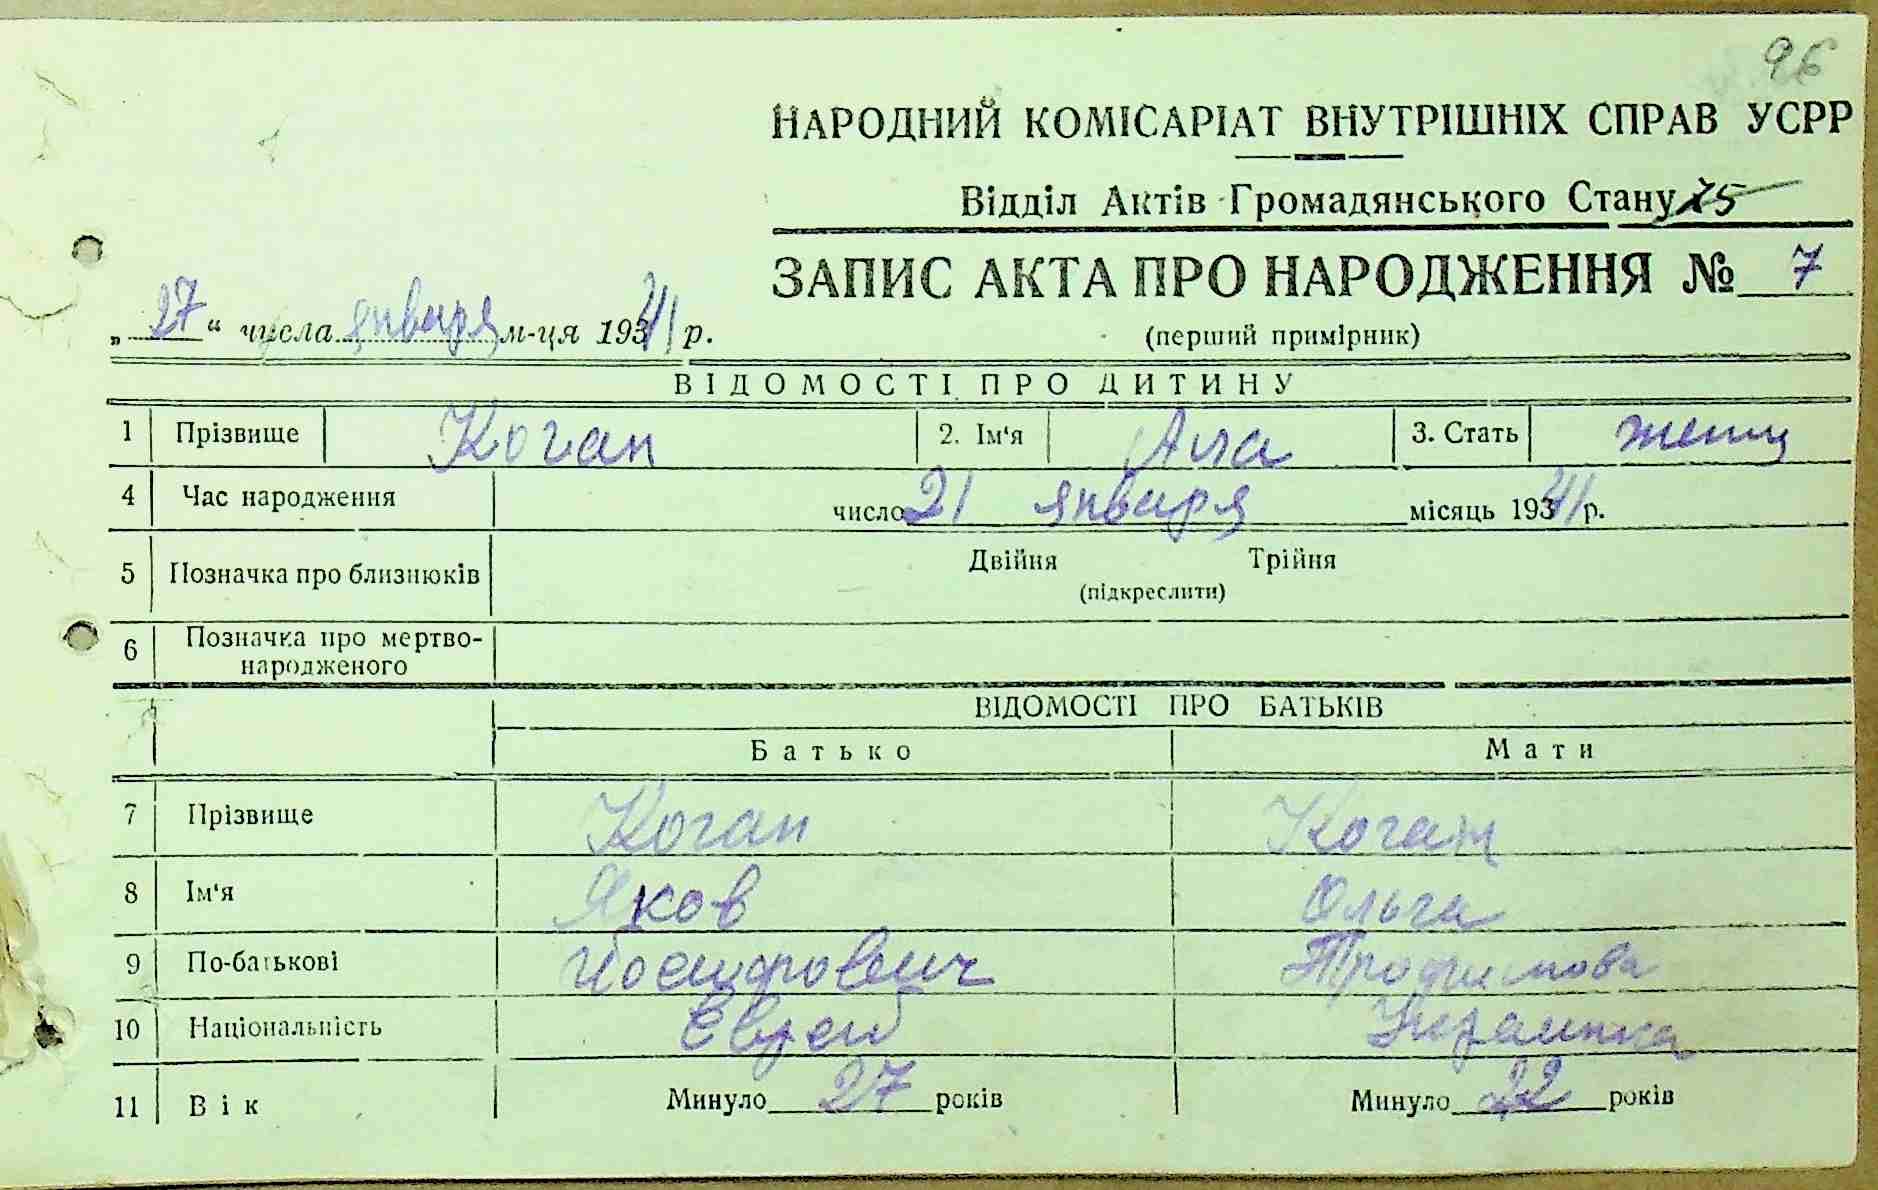 96
НАРОДНИЙ КОМІСАРІАТ ВНУТРІШНІХ СПРАВ УСРР
Відділ Актів Громадянського Стану 75
ЗАПИС АКТА ПРО НАРОДЖЕННЯ № 7
„27“ числа января м-ця 1941 р.
(перший примірник)
ВІДОМОСТІ ПРО ДИТИНУ
1 Прізвище Коган 2. Ім‘я Алла 3. Стать женщ
4 Час народження число 21 января місяць 1941 р.
5 Позначка про близнюків Двійня Трійня
(підкреслити)
6 Позначка про мертво-
народженого
ВІДОМОСТІ ПРО БАТЬКІВ
Батько Мати
7 Прізвище Коган Коган
8 Ім‘я Яков Ольга
9 По-батькові Иосифович Трофимова
10 Національність Еврей Украинка
11 Вік Минуло 27 років Минуло 22 років